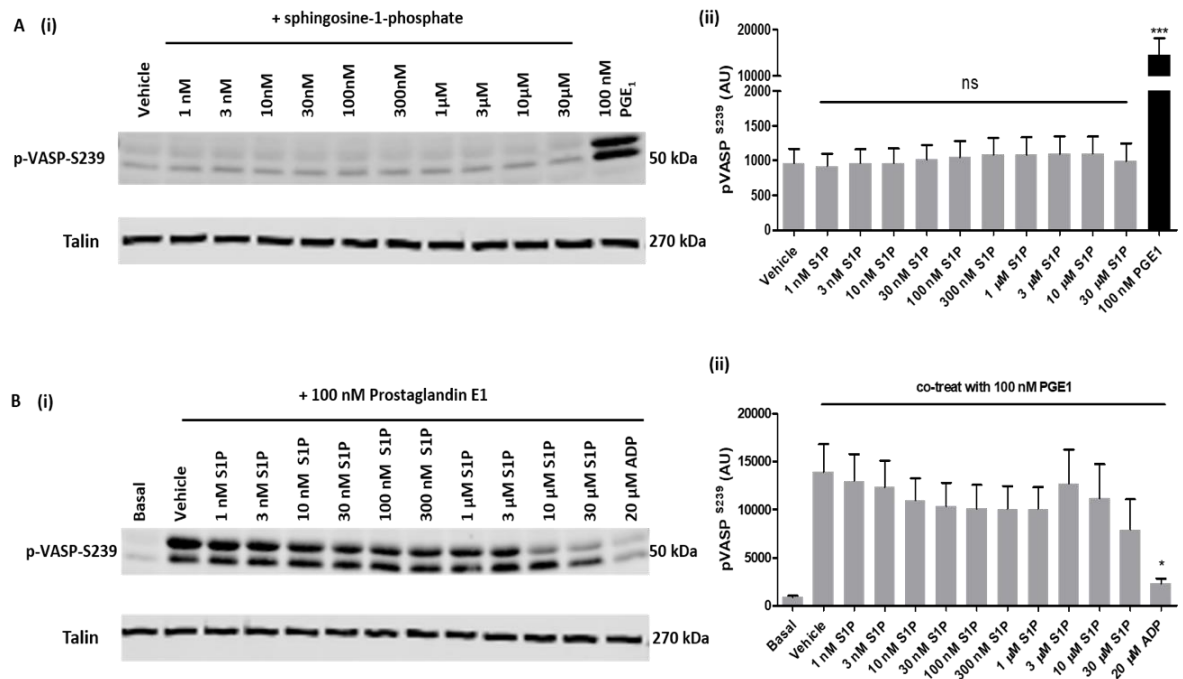 A (i)
+ sphingosine-1-phosphate
Vehicle
1 nM
3 nM
10nM
30nM
100nM
300nM
1µM
3µM
10µM
30µM
100 nM
PGE1
p-VASP-S239
50 kDa
Talin
270 kDa
(ii)
20000
10000
2000
1500
1000
500
0
pVASP S239 (AU)
ns
***
Vehicle
1 nM S1P
3 nM S1P
10 nM S1P
30 nM S1P
100 nM S1P
300 nM S1P
1 µM S1P
3 µM S1P
10 µM S1P
30 µM S1P
100 nM PGE1
B (i)
+ 100 nM Prostaglandin E1
Basal
Vehicle
1 nM S1P
3 nM S1P
10 nM S1P
30 nM S1P
100 nM S1P
300 nM S1P
1 µM S1P
3 µM S1P
10 µM S1P
30 µM S1P
20 µM ADP
p-VASP-S239
50 kDa
Talin
270 kDa
(ii)
co-treat with 100 nM PGE1
20000
15000
10000
5000
0
pVASP S239 (AU)
*
Basal
Vehicle
1 nM S1P
3 nM S1P
10 nM S1P
30 nM S1P
100 nM S1P
300 nM S1P
1 µM S1P
3 µM S1P
10 µM S1P
30 µM S1P
20 µM ADP